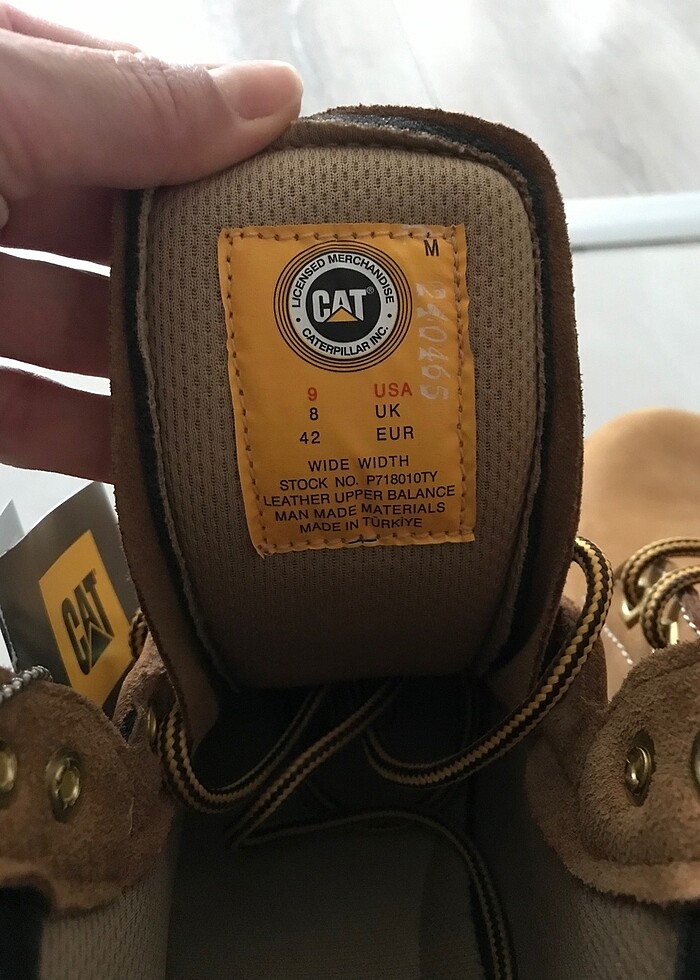 M
LICENSED MERCHANDISE
CAT®
CATERPILLAR INC.
240465
9 USA
8 UK
42 EUR
WIDE WIDTH
STOCK NO. P718010TY
LEATHER UPPER BALANCE
MAN MADE MATERIALS
MADE IN TÜRKİYE
CAT